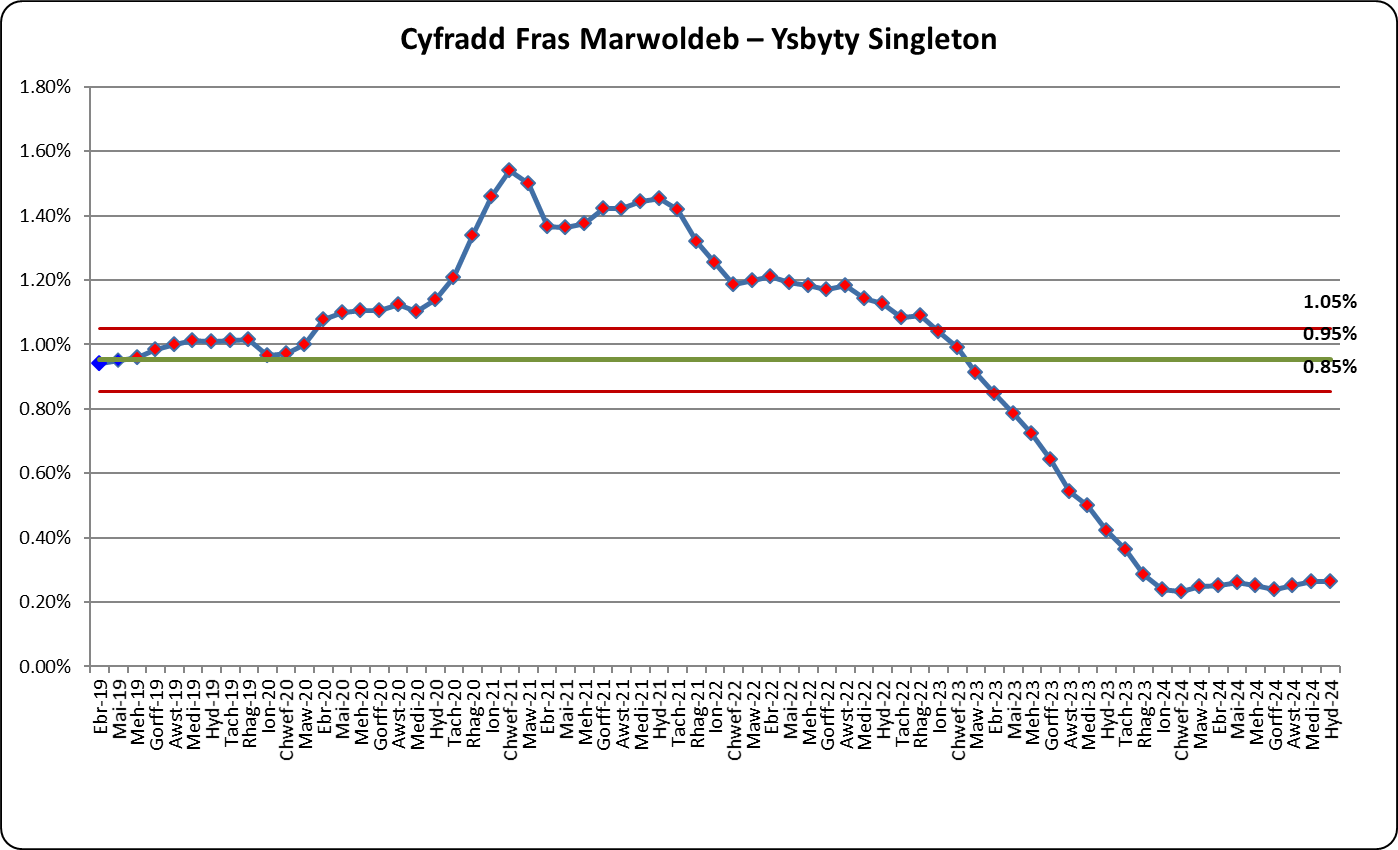 Cyfradd Fras Marwoldeb – Ysbyty Singleton
1.80%
1.60%
1.40%
1.20%
1.00%
0.80%
0.60%
0.40%
0.20%
0.00%
1.05%
0.95%
0.85%
Ebr-19
Mai-19
Meh-19
Gorff-19
Awst-19
Medi-19
Hyd-19
Tach-19
Rhag-19
Ion-20
Chwef-20
Maw-20
Ebr-20
Mai-20
Meh-20
Gorff-20
Awst-20
Medi-20
Hyd-20
Tach-20
Rhag-20
Ion-21
Chwef-21
Maw-21
Ebr-21
Mai-21
Meh-21
Gorff-21
Awst-21
Medi-21
Hyd-21
Tach-21
Rhag-21
Ion-22
Chwef-22
Maw-22
Ebr-22
Mai-22
Meh-22
Gorff-22
Awst-22
Medi-22
Hyd-22
Tach-22
Rhag-22
Ion-23
Chwef-23
Maw-23
Ebr-23
Mai-23
Meh-23
Gorff-23
Awst-23
Medi-23
Hyd-23
Tach-23
Rhag-23
Ion-24
Chwef-24
Maw-24
Ebr-24
Mai-24
Meh-24
Gorff-24
Awst-24
Medi-24
Hyd-24